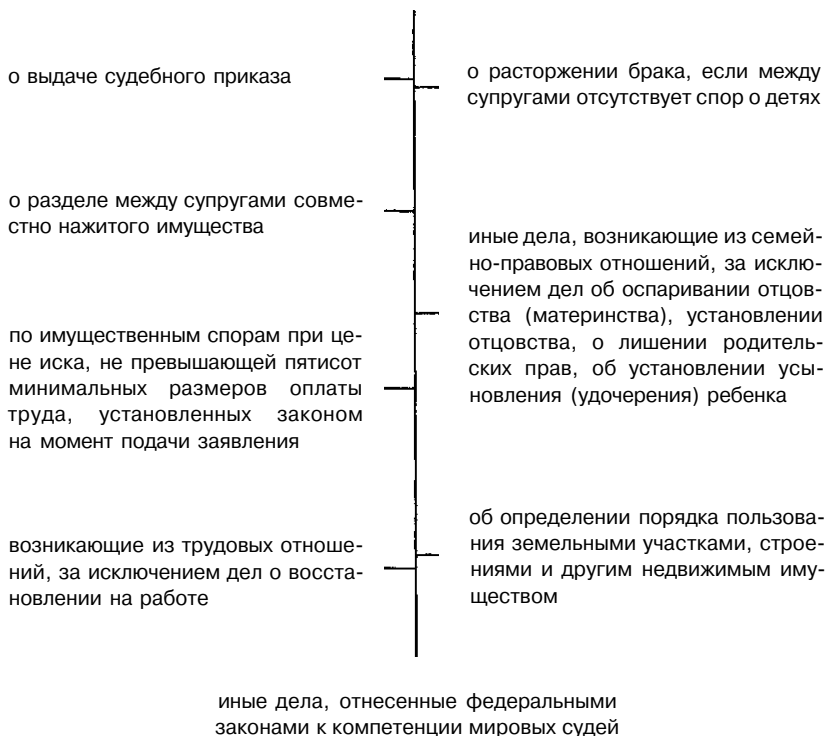 о выдаче судебного приказа
о расторжении брака, если между
супругами отсутствует спор о детях
о разделе между супругами совме-
стно нажитого имущества
иные дела, возникающие из семей-
но-правовых отношений, за исклю-
чением дел об оспаривании отцов-
ства (материнства), установлении
отцовства, о лишении родитель-
ских прав, об установлении усы-
новления (удочерения) ребенка
по имущественным спорам при це-
не иска, не превышающей пятисот
минимальных размеров оплаты
труда, установленных законом
на момент подачи заявления
об определении порядка пользова-
ния земельными участками, строе-
ниями и другим недвижимым иму-
ществом
возникающие из трудовых отноше-
ний, за исключением дел о восста-
новлении на работе
иные дела, отнесенные федеральными
законами к компетенции мировых судей